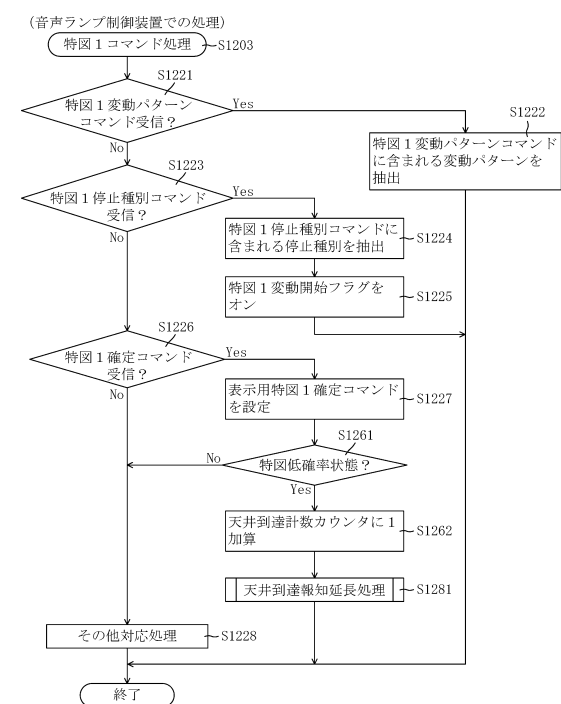 (音声ランプ制御装置での処理)
特図1コマンド処理
S1203
S1221
特図1変動パターン
コマンド受信?
Yes
No
S1222
特図1変動パターンコマンド
に含まれる変動パターンを
抽出
S1223
特図1停止種別コマンド
受信?
Yes
No
特図1停止種別コマンドに
含まれる停止種別を抽出
S1224
特図1変動開始フラグを
オン
S1225
S1226
特図1確定コマンド
受信?
Yes
No
表示用特図1確定コマンド
を設定
S1227
S1261
特図低確率状態?
No
Yes
天井到達計数カウンタに1
加算
S1262
天井到達報知延長処理
S1281
その他対応処理
S1228
終了